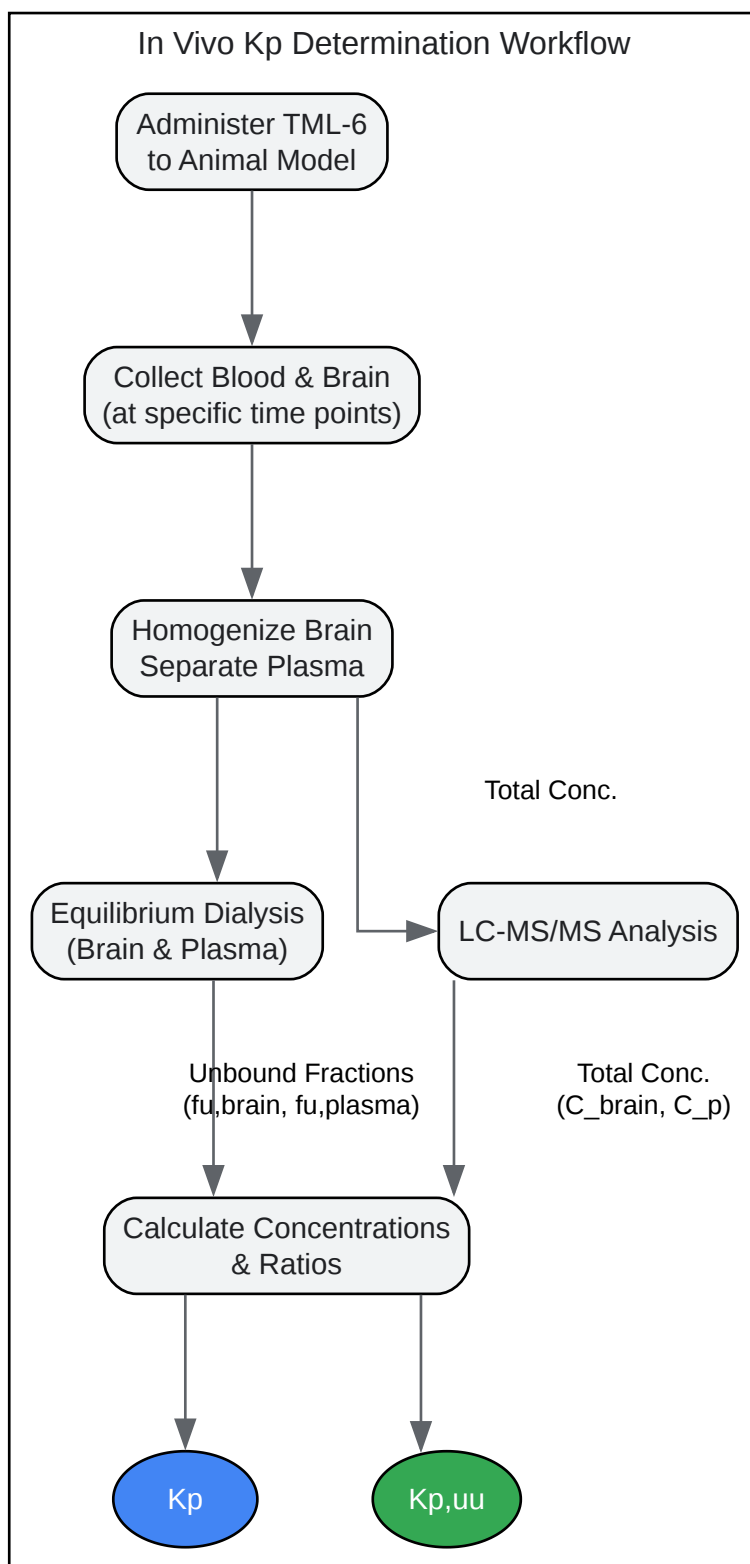 In Vivo Kp Determination Workflow
Administer TML-6
to Animal Model
Collect Blood & Brain
(at specific time points)
Homogenize Brain
Separate Plasma
Total Conc.
Equilibrium Dialysis
(Brain & Plasma)
LC-MS/MS Analysis
Unbound Fractions
(fu,brain, fu,plasma)
Total Conc.
(C_brain, C_p)
Calculate Concentrations
& Ratios
Kp
Kp,uu